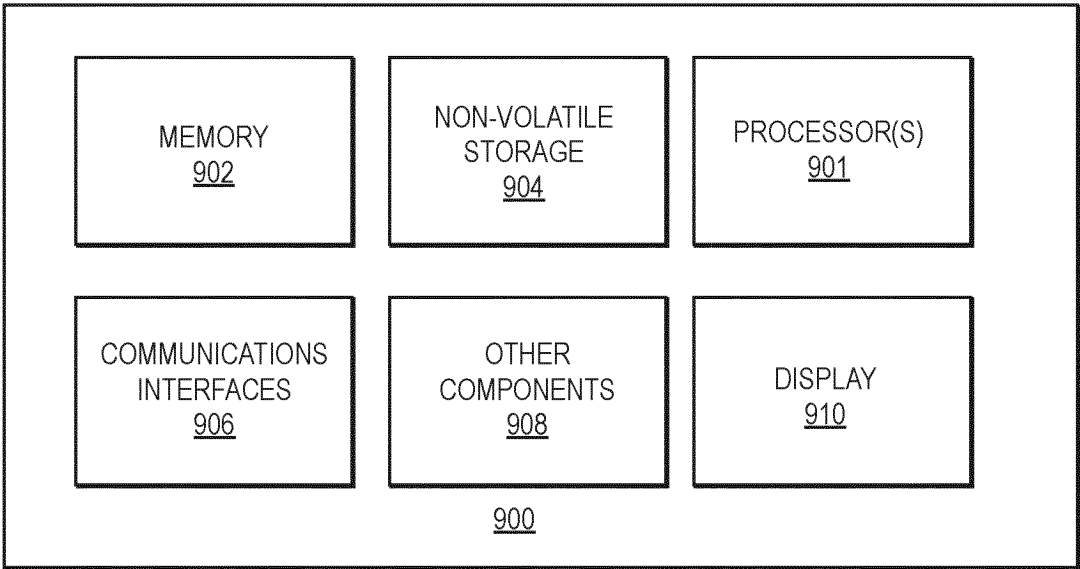 MEMORY
902
NON-VOLATILE
STORAGE
904
PROCESSOR(S)
901
COMMUNICATIONS
INTERFACES
906
OTHER
COMPONENTS
908
DISPLAY
910
900